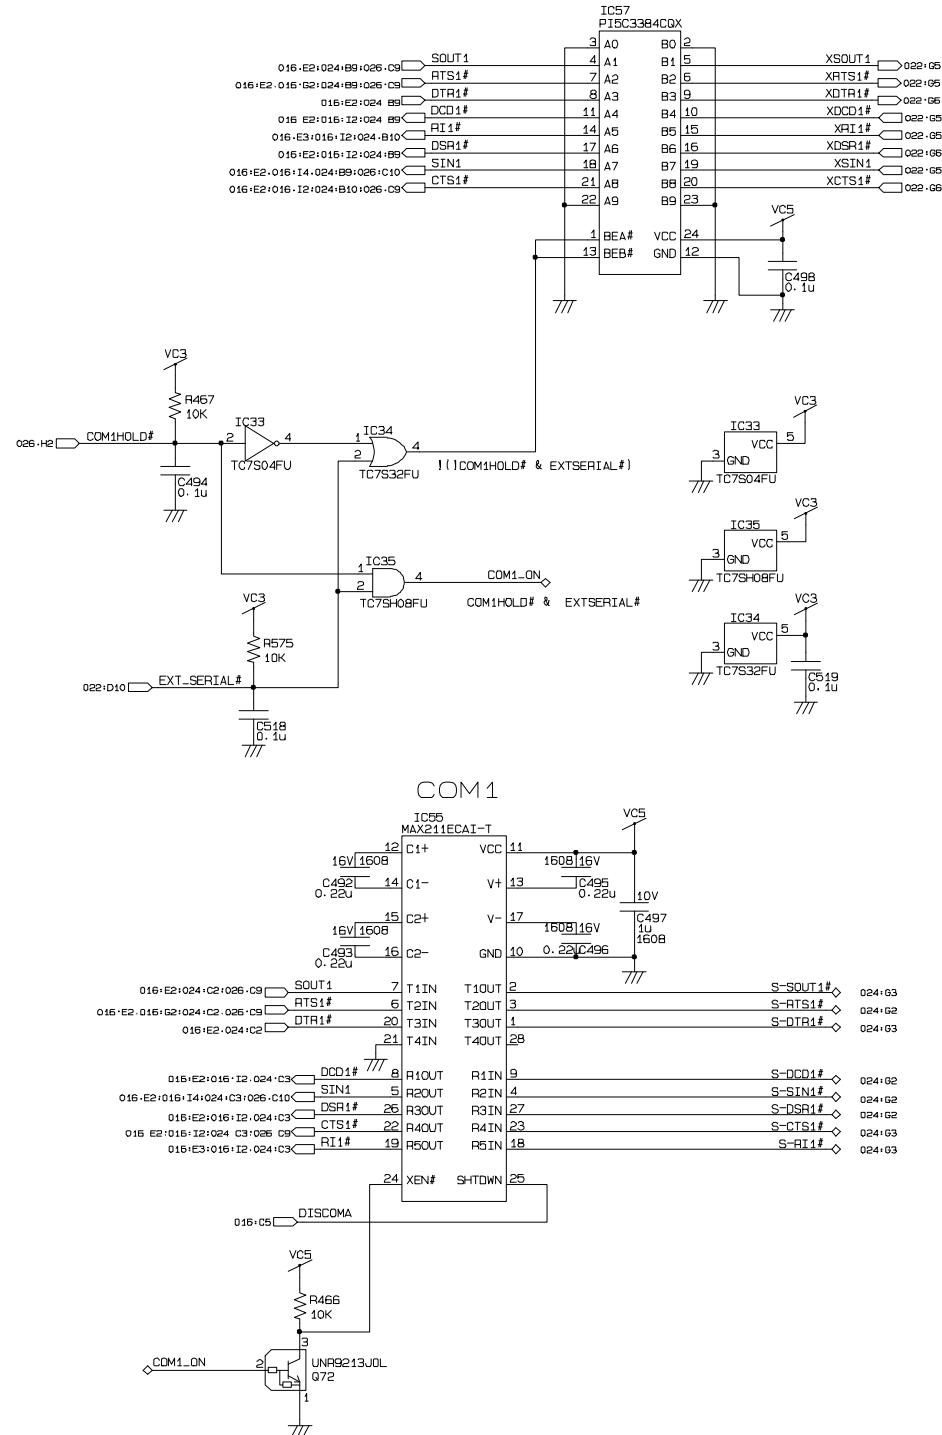 IC57
PI5C3384CQX
3 A0 B0 2
016.E2:024:B9:026.C9 SOUT1 4 A1 B1 5 XSOUT1 022:G5
016:E2.016:G2:024:B9:026:C9 RTS1# 7 A2 B2 6 XRTS1# 022:G5
016:E2:024 B9 DTR1# 8 A3 B3 9 XDTR1# 022:G6
016 E2:016:I2:024 B9 DCD1# 11 A4 B4 10 XDCD1# 022:G5
016.E3:016:I2:024.B10 RI1# 14 A5 B5 15 XRI1# 022.G5
016:E2:016:I2:024:B9 DSR1# 17 A6 B6 16 XDSR1# 022:G6
016:E2.016:I4.024:B9:026:C10 SIN1 18 A7 B7 19 XSIN1 022:G5
016:E2:016.I2:024:B10:026.C9 CTS1# 21 A8 B8 20 XCTS1# 022.G6
22 A9 B9 23
VC5
1 BEA# VCC 24
13 BEB# GND 12
C498
0.1u
VC3
R467
10K
IC33
026.H2 COM1HOLD# 2 4
TC7S04FU
C494
0.1u
IC34
1
2
4
TC7S32FU
!(!COM1HOLD# & EXTSERIAL#)
VC3
IC33
VCC 5
3 GND
TC7S04FU
VC3
IC35
VCC 5
3 GND
TC7SH08FU
IC35
1
2
4
COM1_ON
TC7SH08FU
COM1HOLD# & EXTSERIAL#
VC3
IC34
VCC 5
3 GND
TC7S32FU
C519
0.1u
VC3
R575
10K
022:D10 EXT_SERIAL#
C518
0.1u
COM1
IC55
MAX211ECAI-T
VC5
12 C1+ VCC 11
16V 1608
1608 16V
14 C1- V+ 13
C492
0.22u
C495
0.22u
10V
C497
1u
1608
15 C2+ V- 17
16V 1608
1608 16V
16 C2- GND 10
C493
0.22u
0.22u C496
016:E2:024:C2:026.C9 SOUT1 7 T1IN T1OUT 2 S-SOUT1# 024:G3
016:E2.016:G2:024:C2.026:C9 RTS1# 6 T2IN T2OUT 3 S-RTS1# 024:G2
016:E2.024:C2 DTR1# 20 T3IN T3OUT 1 S-DTR1# 024:G3
21 T4IN T4OUT 28
016:E2:016.I2.024.C3 DCD1# 8 R1OUT R1IN 9 S-DCD1# 024:G2
016.E2:016:I4:024:C3:026.C10 SIN1 5 R2OUT R2IN 4 S-SIN1# 024:G2
016:E2:016:I2.024:C3 DSR1# 26 R3OUT R3IN 27 S-DSR1# 024:G2
016 E2:016:I2:024 C3:026 C9 CTS1# 22 R4OUT R4IN 23 S-CTS1# 024:G3
016:E3:016:I2.024:C3 RI1# 19 R5OUT R5IN 18 S-RI1# 024:G3
24 XEN# SHTDWN 25
016:C5 DISCOMA
VC5
R466
10K
3
COM1_ON 2
UNR9213J0L
Q72
1